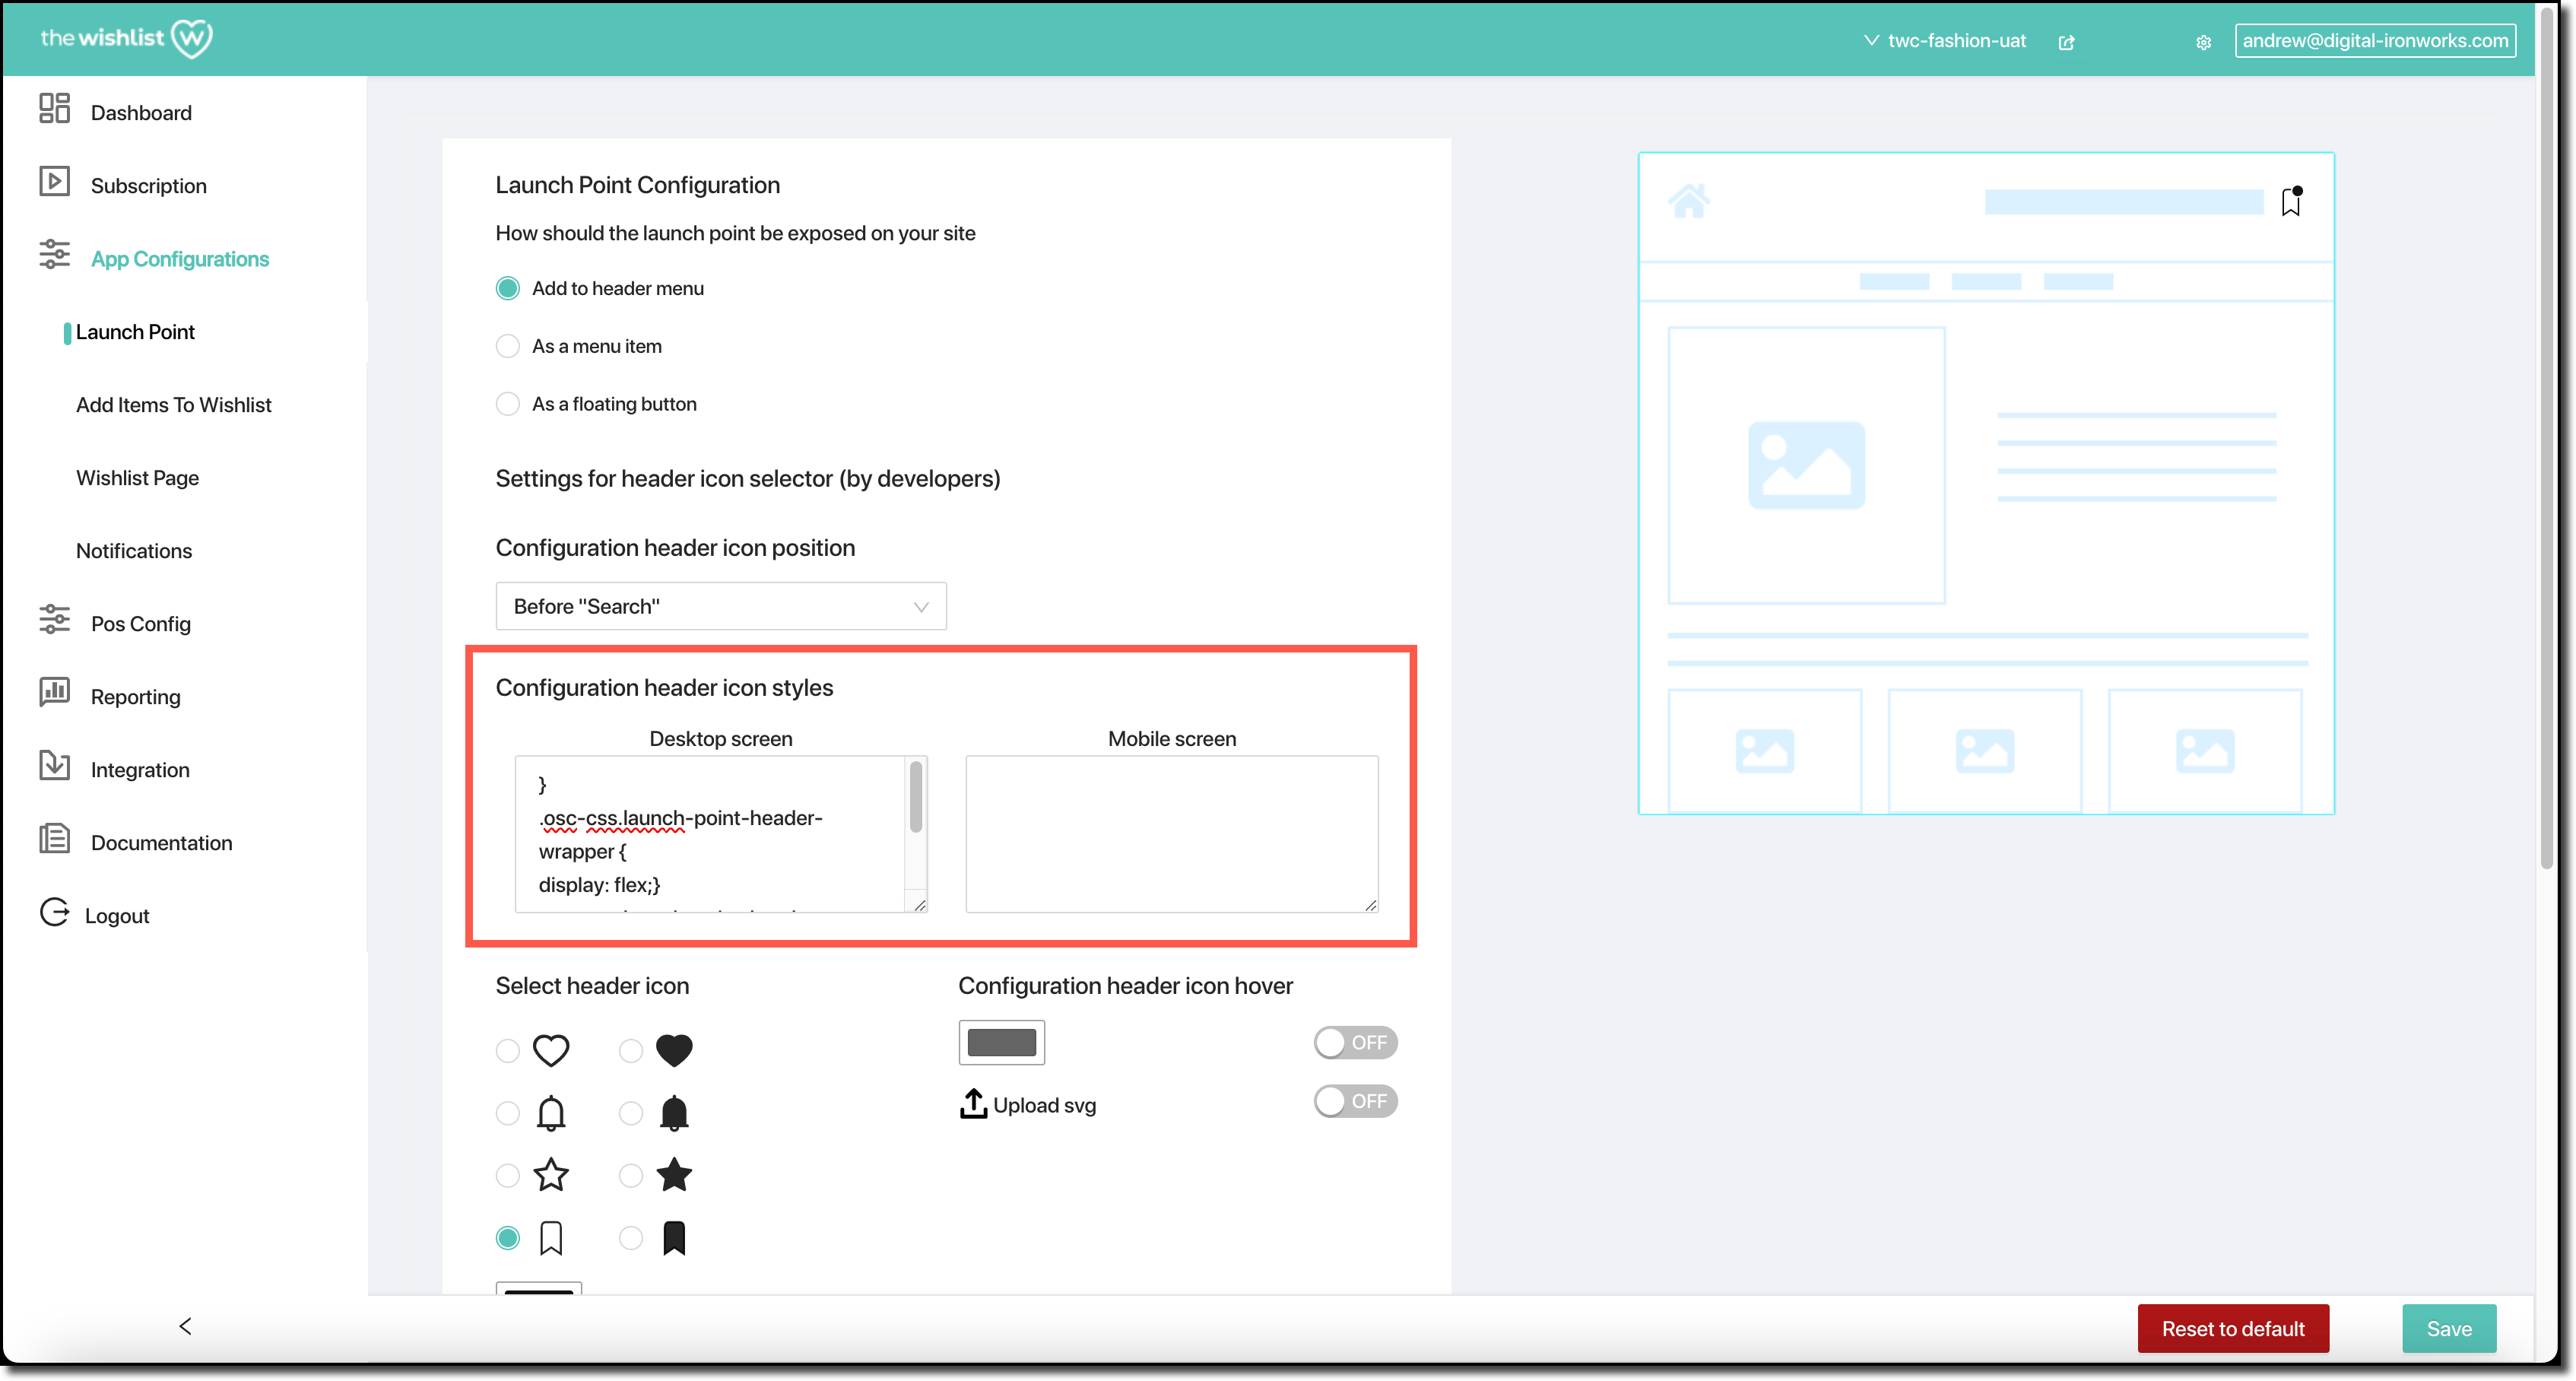 the wishlist W
twc-fashion-uat
andrew@digital-ironworks.com
Dashboard
Subscription
App Configurations
Launch Point
Add Items To Wishlist
Wishlist Page
Notifications
Pos Config
Reporting
Integration
Documentation
Logout
Launch Point Configuration
How should the launch point be exposed on your site
Add to header menu
As a menu item
As a floating button
Settings for header icon selector (by developers)
Configuration header icon position
Before "Search"
Configuration header icon styles
Desktop screen
Mobile screen
}
.osc-css.launch-point-header-
wrapper {
display: flex;}
Select header icon
Configuration header icon hover
OFF
Upload svg
OFF
Reset to default
Save